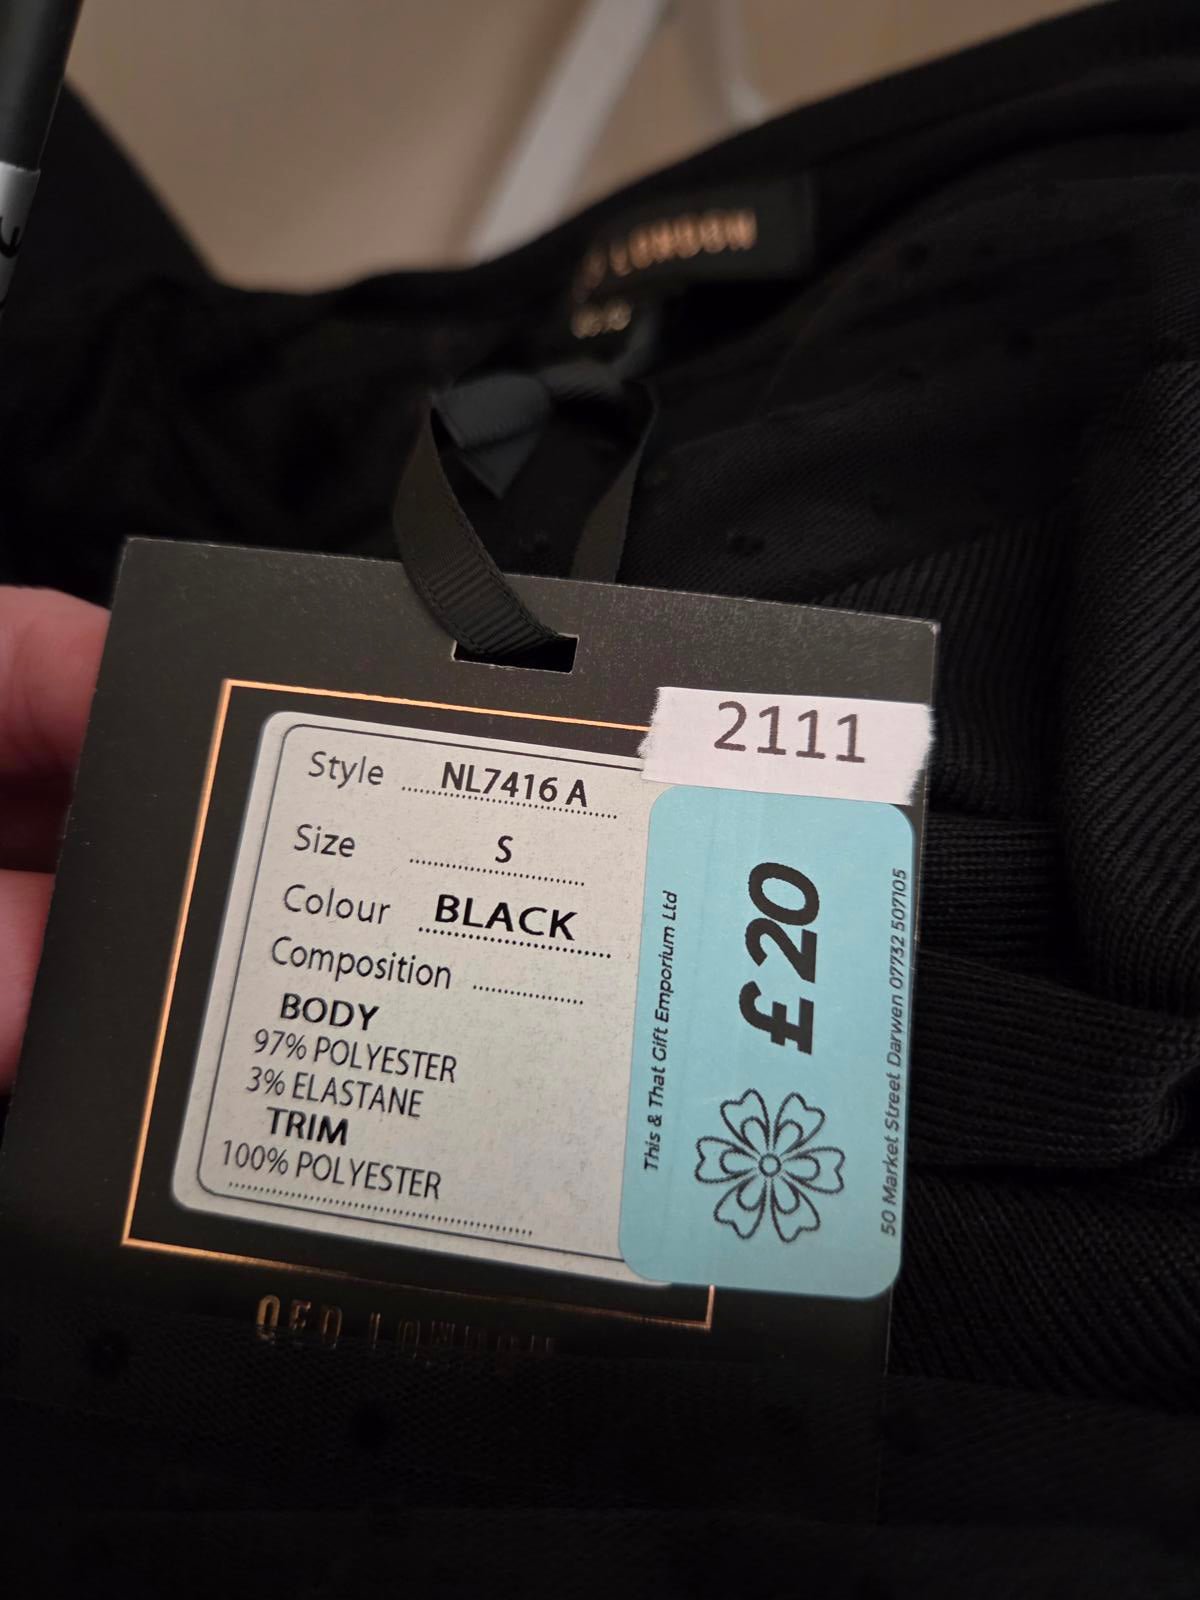 LONDON
2111
Style NL7416 A
Size S
Colour BLACK
Composition
BODY
97% POLYESTER
3% ELASTANE
TRIM
100% POLYESTER
This & That Gift Emporium Ltd
£20
50 Market Street Darwen 07732 507105
QED LONDON